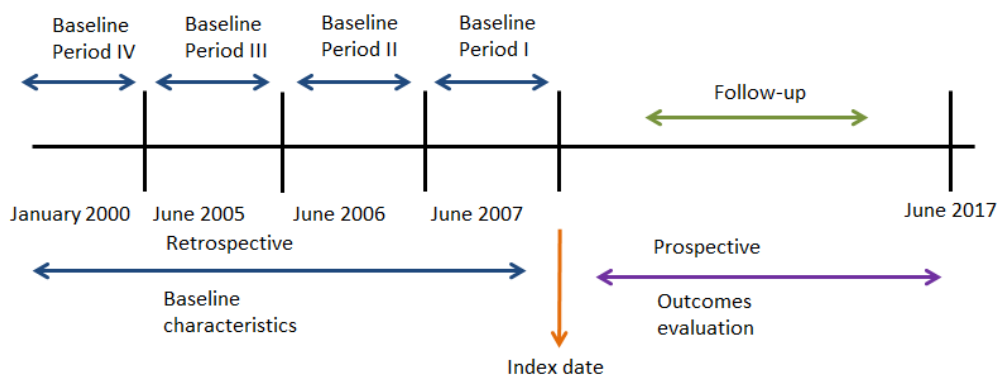 Baseline
Period IV
Baseline
Period III
Baseline
Period II
Baseline
Period I
Follow-up
January 2000
June 2005
June 2006
June 2007
June 2017
Retrospective
Prospective
Baseline
characteristics
Outcomes
evaluation
Index date